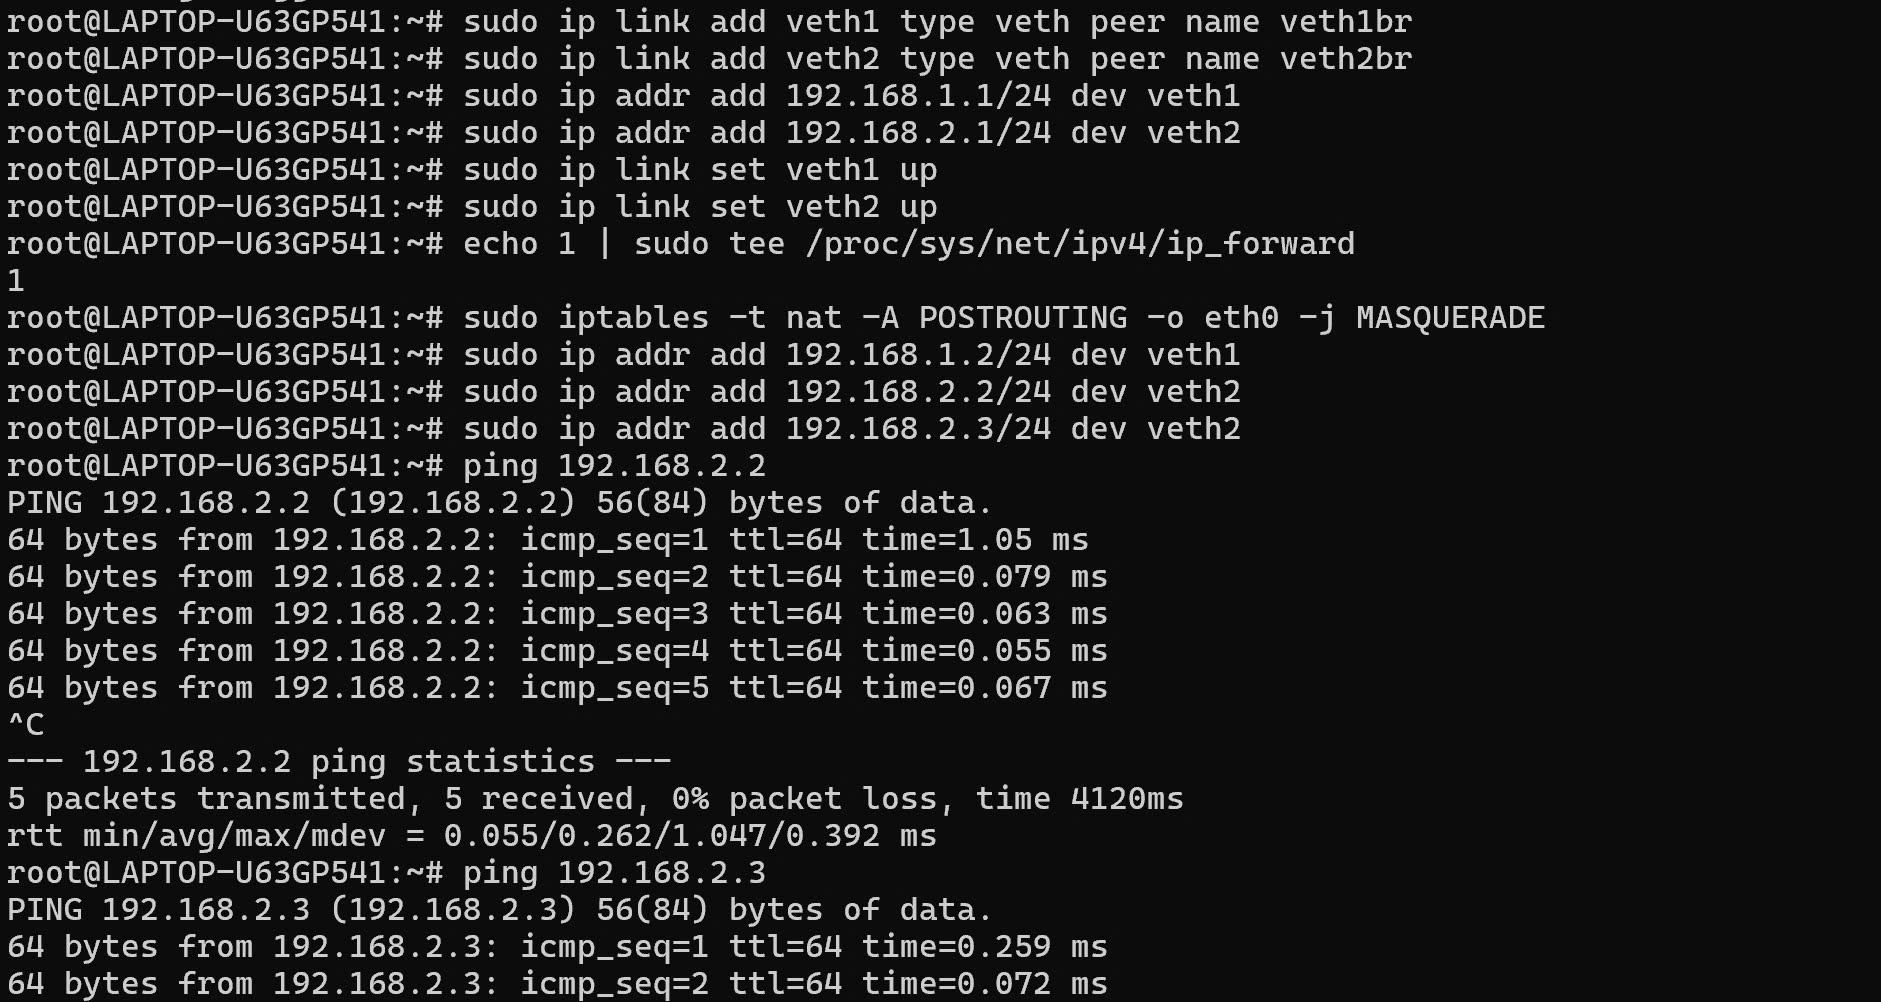 root@LAPTOP-U63GP541:~# sudo ip link add veth1 type veth peer name veth1br
root@LAPTOP-U63GP541:~# sudo ip link add veth2 type veth peer name veth2br
root@LAPTOP-U63GP541:~# sudo ip addr add 192.168.1.1/24 dev veth1
root@LAPTOP-U63GP541:~# sudo ip addr add 192.168.2.1/24 dev veth2
root@LAPTOP-U63GP541:~# sudo ip link set veth1 up
root@LAPTOP-U63GP541:~# sudo ip link set veth2 up
root@LAPTOP-U63GP541:~# echo 1 | sudo tee /proc/sys/net/ipv4/ip_forward
1
root@LAPTOP-U63GP541:~# sudo iptables -t nat -A POSTROUTING -o eth0 -j MASQUERADE
root@LAPTOP-U63GP541:~# sudo ip addr add 192.168.1.2/24 dev veth1
root@LAPTOP-U63GP541:~# sudo ip addr add 192.168.2.2/24 dev veth2
root@LAPTOP-U63GP541:~# sudo ip addr add 192.168.2.3/24 dev veth2
root@LAPTOP-U63GP541:~# ping 192.168.2.2
PING 192.168.2.2 (192.168.2.2) 56(84) bytes of data.
64 bytes from 192.168.2.2: icmp_seq=1 ttl=64 time=1.05 ms
64 bytes from 192.168.2.2: icmp_seq=2 ttl=64 time=0.079 ms
64 bytes from 192.168.2.2: icmp_seq=3 ttl=64 time=0.063 ms
64 bytes from 192.168.2.2: icmp_seq=4 ttl=64 time=0.055 ms
64 bytes from 192.168.2.2: icmp_seq=5 ttl=64 time=0.067 ms
^C
--- 192.168.2.2 ping statistics ---
5 packets transmitted, 5 received, 0% packet loss, time 4120ms
rtt min/avg/max/mdev = 0.055/0.262/1.047/0.392 ms
root@LAPTOP-U63GP541:~# ping 192.168.2.3
PING 192.168.2.3 (192.168.2.3) 56(84) bytes of data.
64 bytes from 192.168.2.3: icmp_seq=1 ttl=64 time=0.259 ms
64 bytes from 192.168.2.3: icmp_seq=2 ttl=64 time=0.072 ms